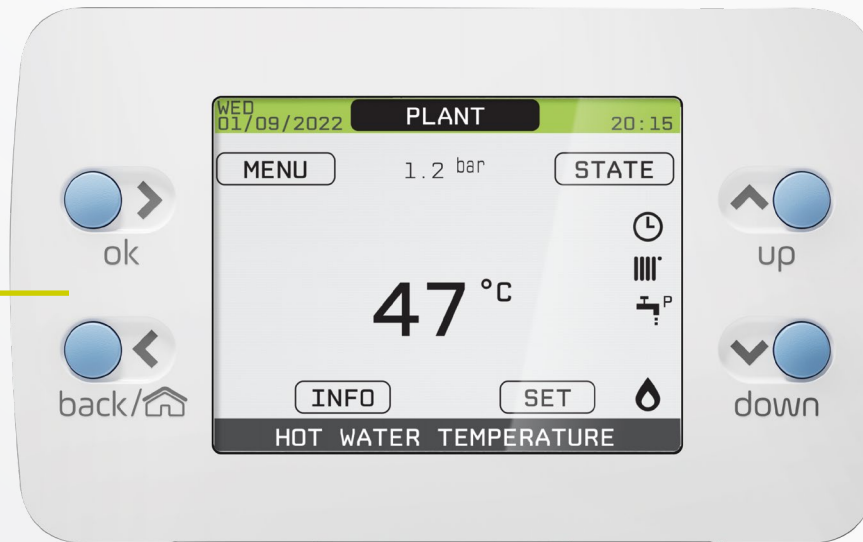 WED
01/09/2022 PLANT 20:15
MENU 1.2 bar STATE
ok up
47 °C
P
back/ down
INFO SET
HOT WATER TEMPERATURE